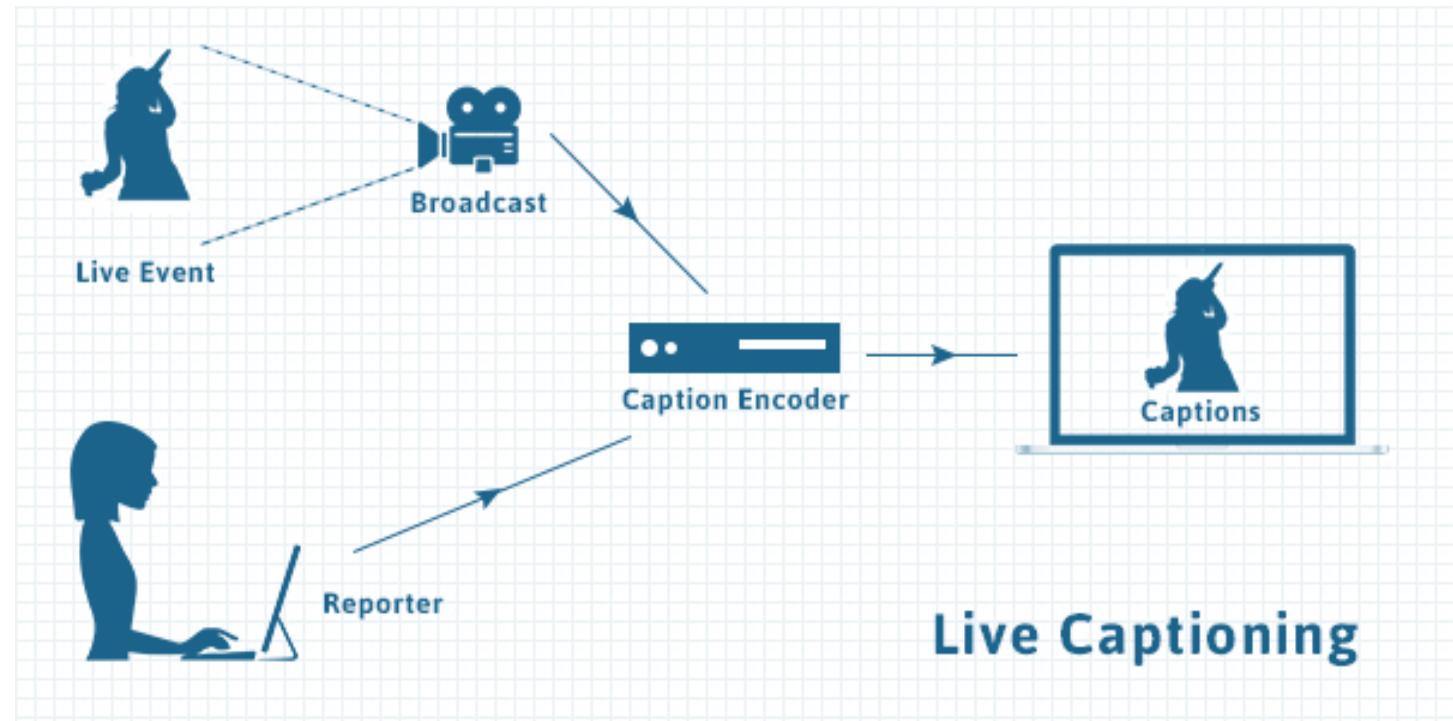 Broadcast
Live Event
Caption Encoder
Captions
Reporter
Live Captioning